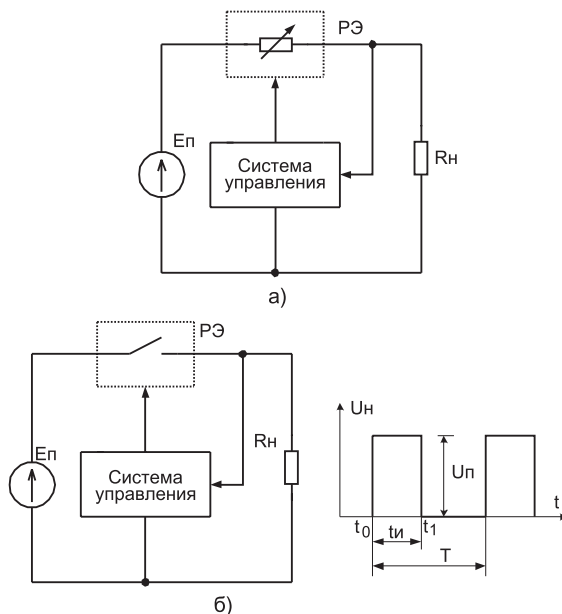 РЭ
Еп
Система
управления
Rн
а)
РЭ
Еп
Система
управления
Rн
Uн
Uп
t
t0
tи
t1
T
б)